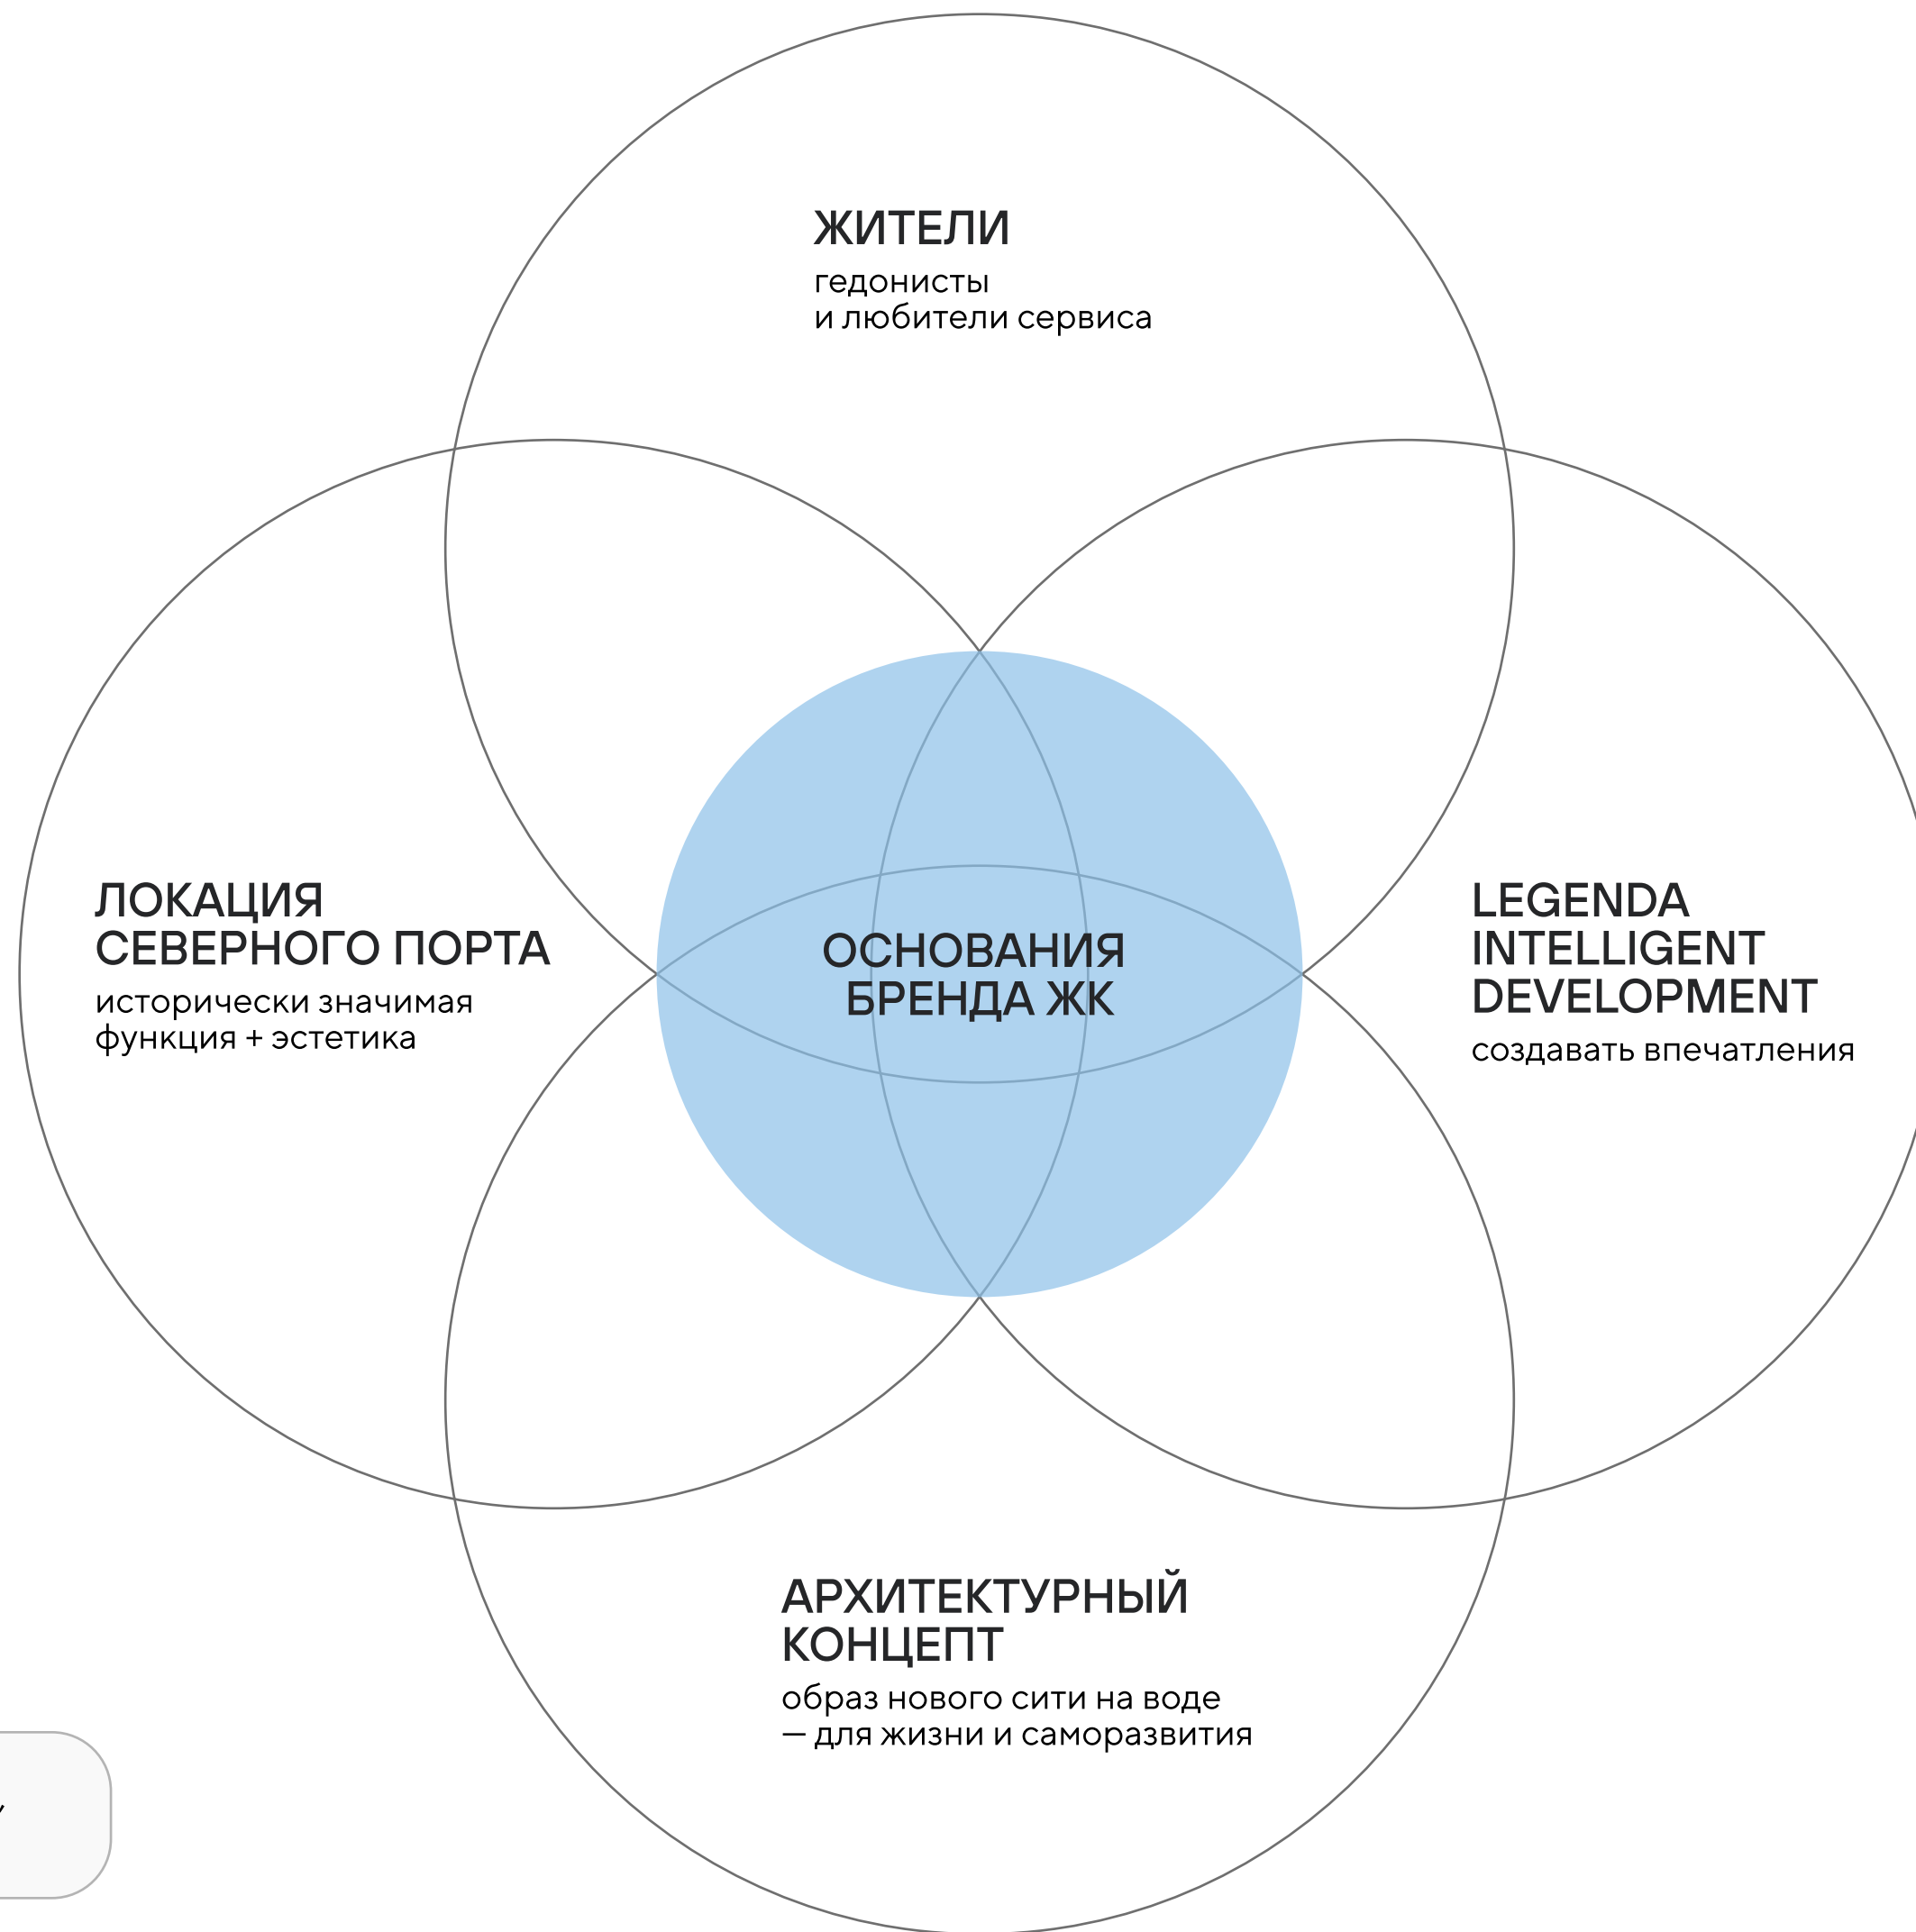 ЖИТЕЛИ
гедонисты
и любители сервиса
ЛОКАЦИЯ
СЕВЕРНОГО ПОРТА
исторически значимая
функция + эстетика
ОСНОВАНИЯ
БРЕНДА ЖК
LEGENDA
INTELLIGENT
DEVELOPMENT
создавать впечатления
АРХИТЕКТУРНЫЙ
КОНЦЕПТ
образ нового сити на воде
— для жизни и саморазвития